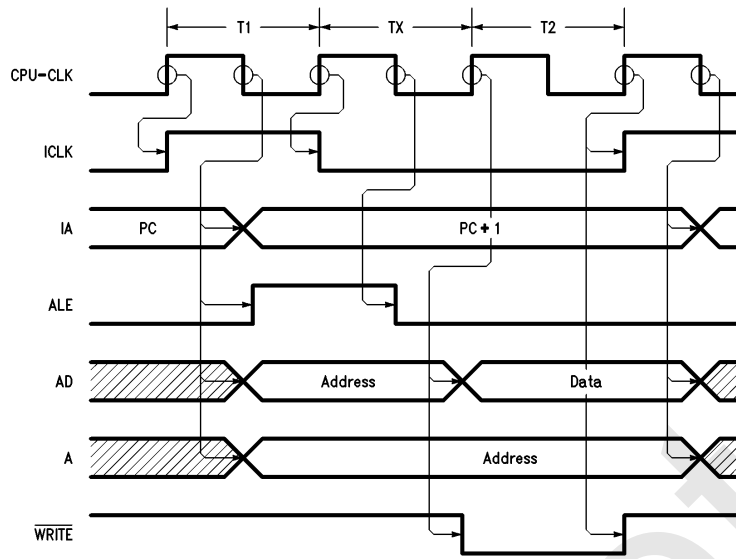 T1 TX T2
CPU-CLK
ICLK
IA PC PC + 1
ALE
AD Address Data
A Address
WRITE